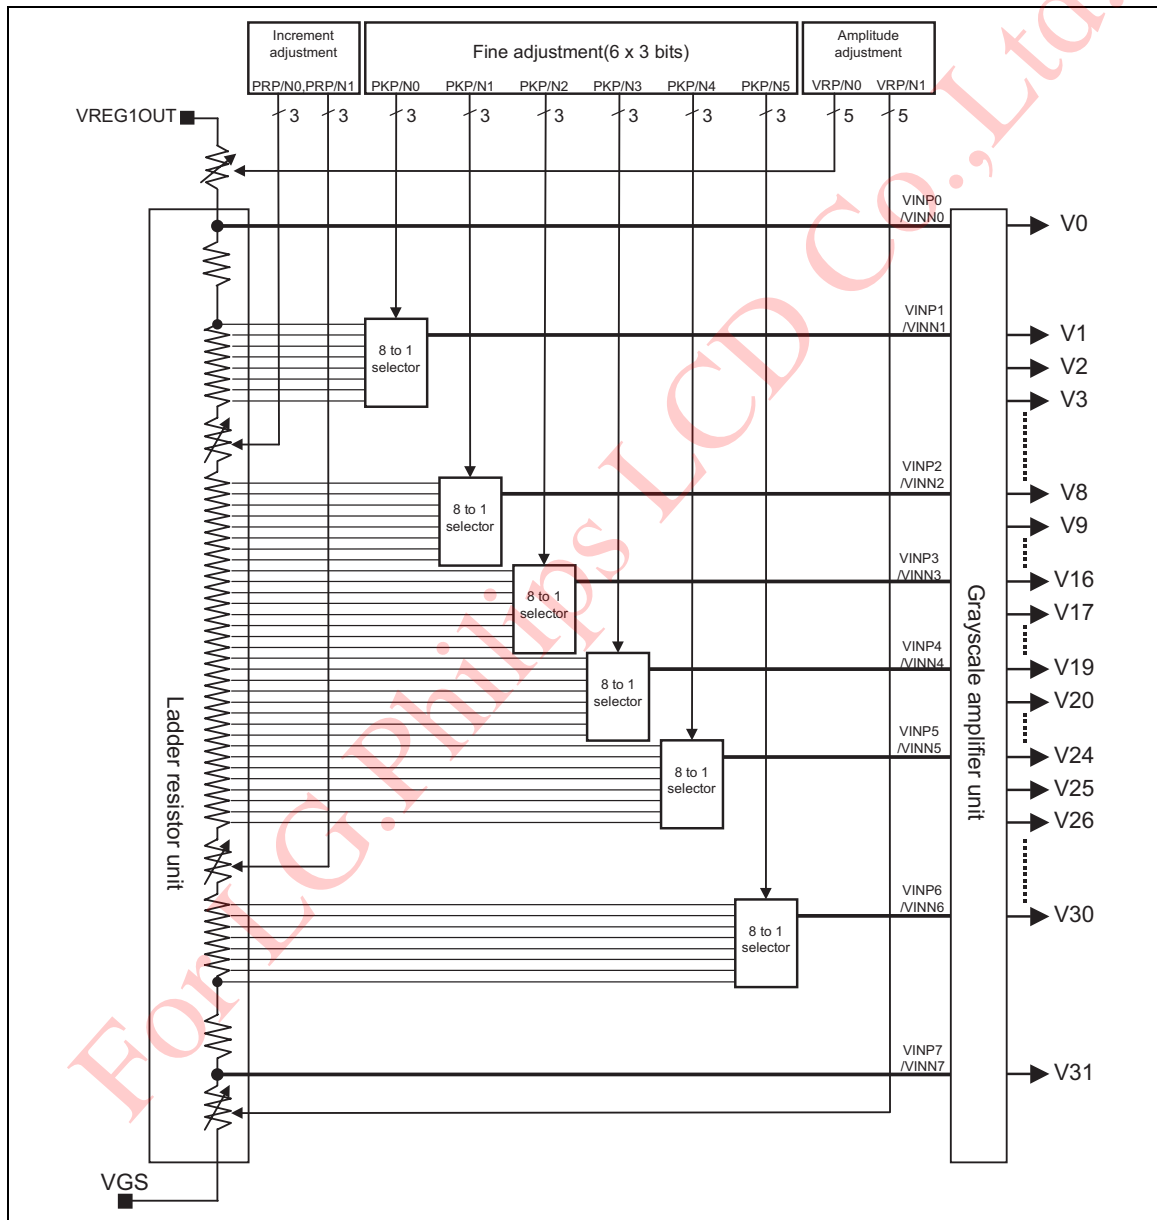 Increment
adjustment
Fine adjustment(6 x 3 bits)
Amplitude
adjustment
PRP/N0,PRP/N1
PKP/N0
PKP/N1
PKP/N2
PKP/N3
PKP/N4
PKP/N5
VRP/N0
VRP/N1
3
3
3
3
3
3
3
3
5
5
VREG1OUT
VINP0
/VINN0
V0
VINP1
/VINN1
V1
8 to 1
selector
V2
V3
VINP2
/VINN2
V8
8 to 1
selector
V9
VINP3
/VINN3
V16
8 to 1
selector
V17
VINP4
/VINN4
V19
8 to 1
selector
V20
VINP5
/VINN5
V24
8 to 1
selector
V25
V26
Ladder resistor unit
Grayscale amplifier unit
VINP6
/VINN6
V30
8 to 1
selector
VINP7
/VINN7
V31
VGS
For LG.Philips LCD Co.,Ltd.